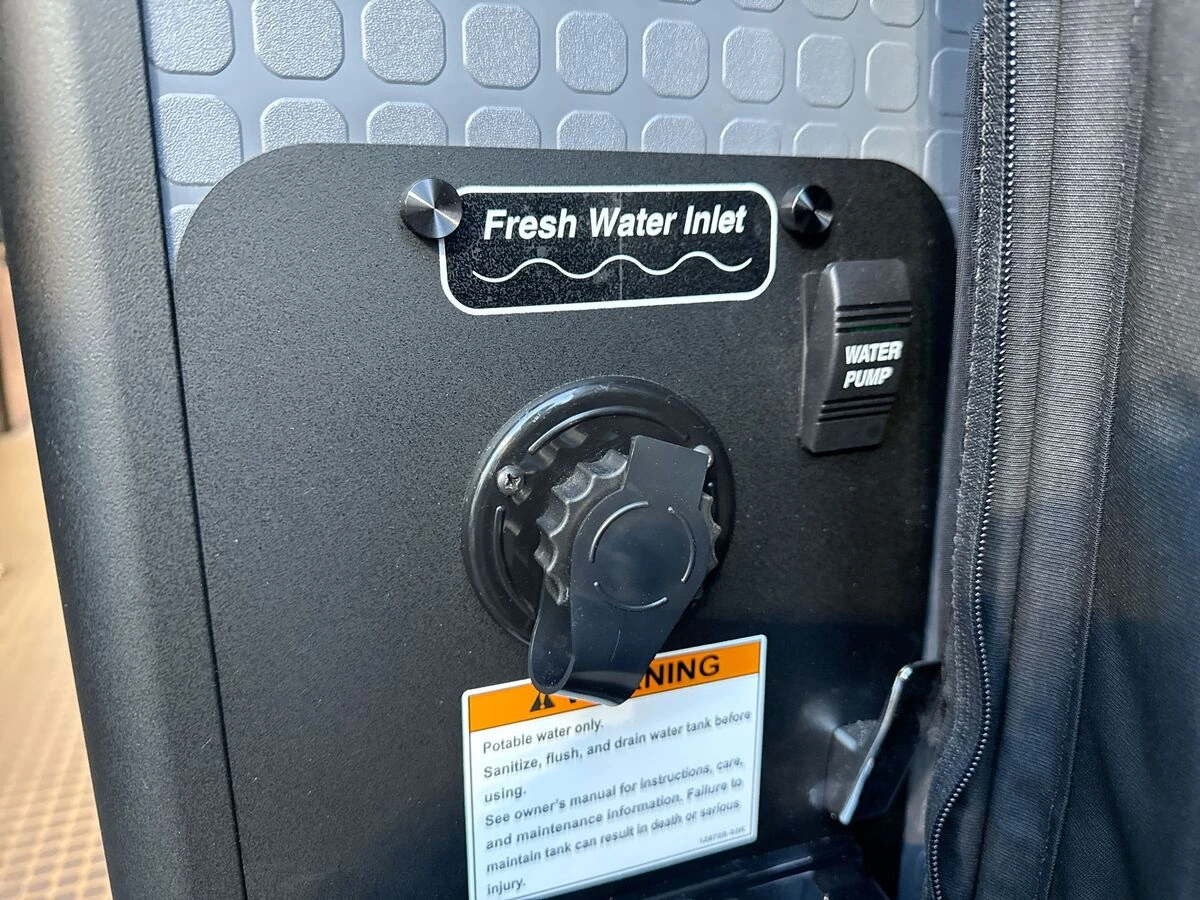 Fresh Water Inlet
WATER
PUMP
NING
Potable water only.
Sanitize, flush, and drain water tank before
using.
See owner's manual for instructions, care,
and maintenance information. Failure to
maintain tank can result in death or serious
injury.